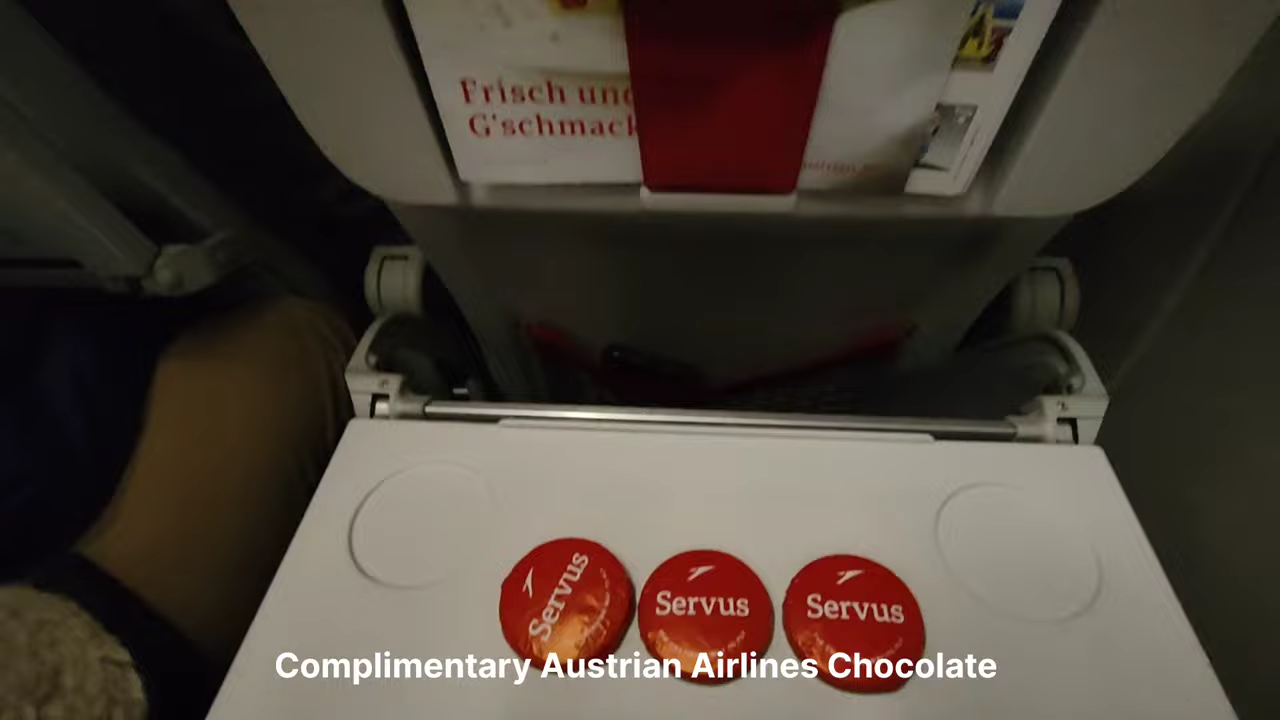 Frisch und
G'schmack
Servus
Servus
Servus
Complimentary Austrian Airlines Chocolate